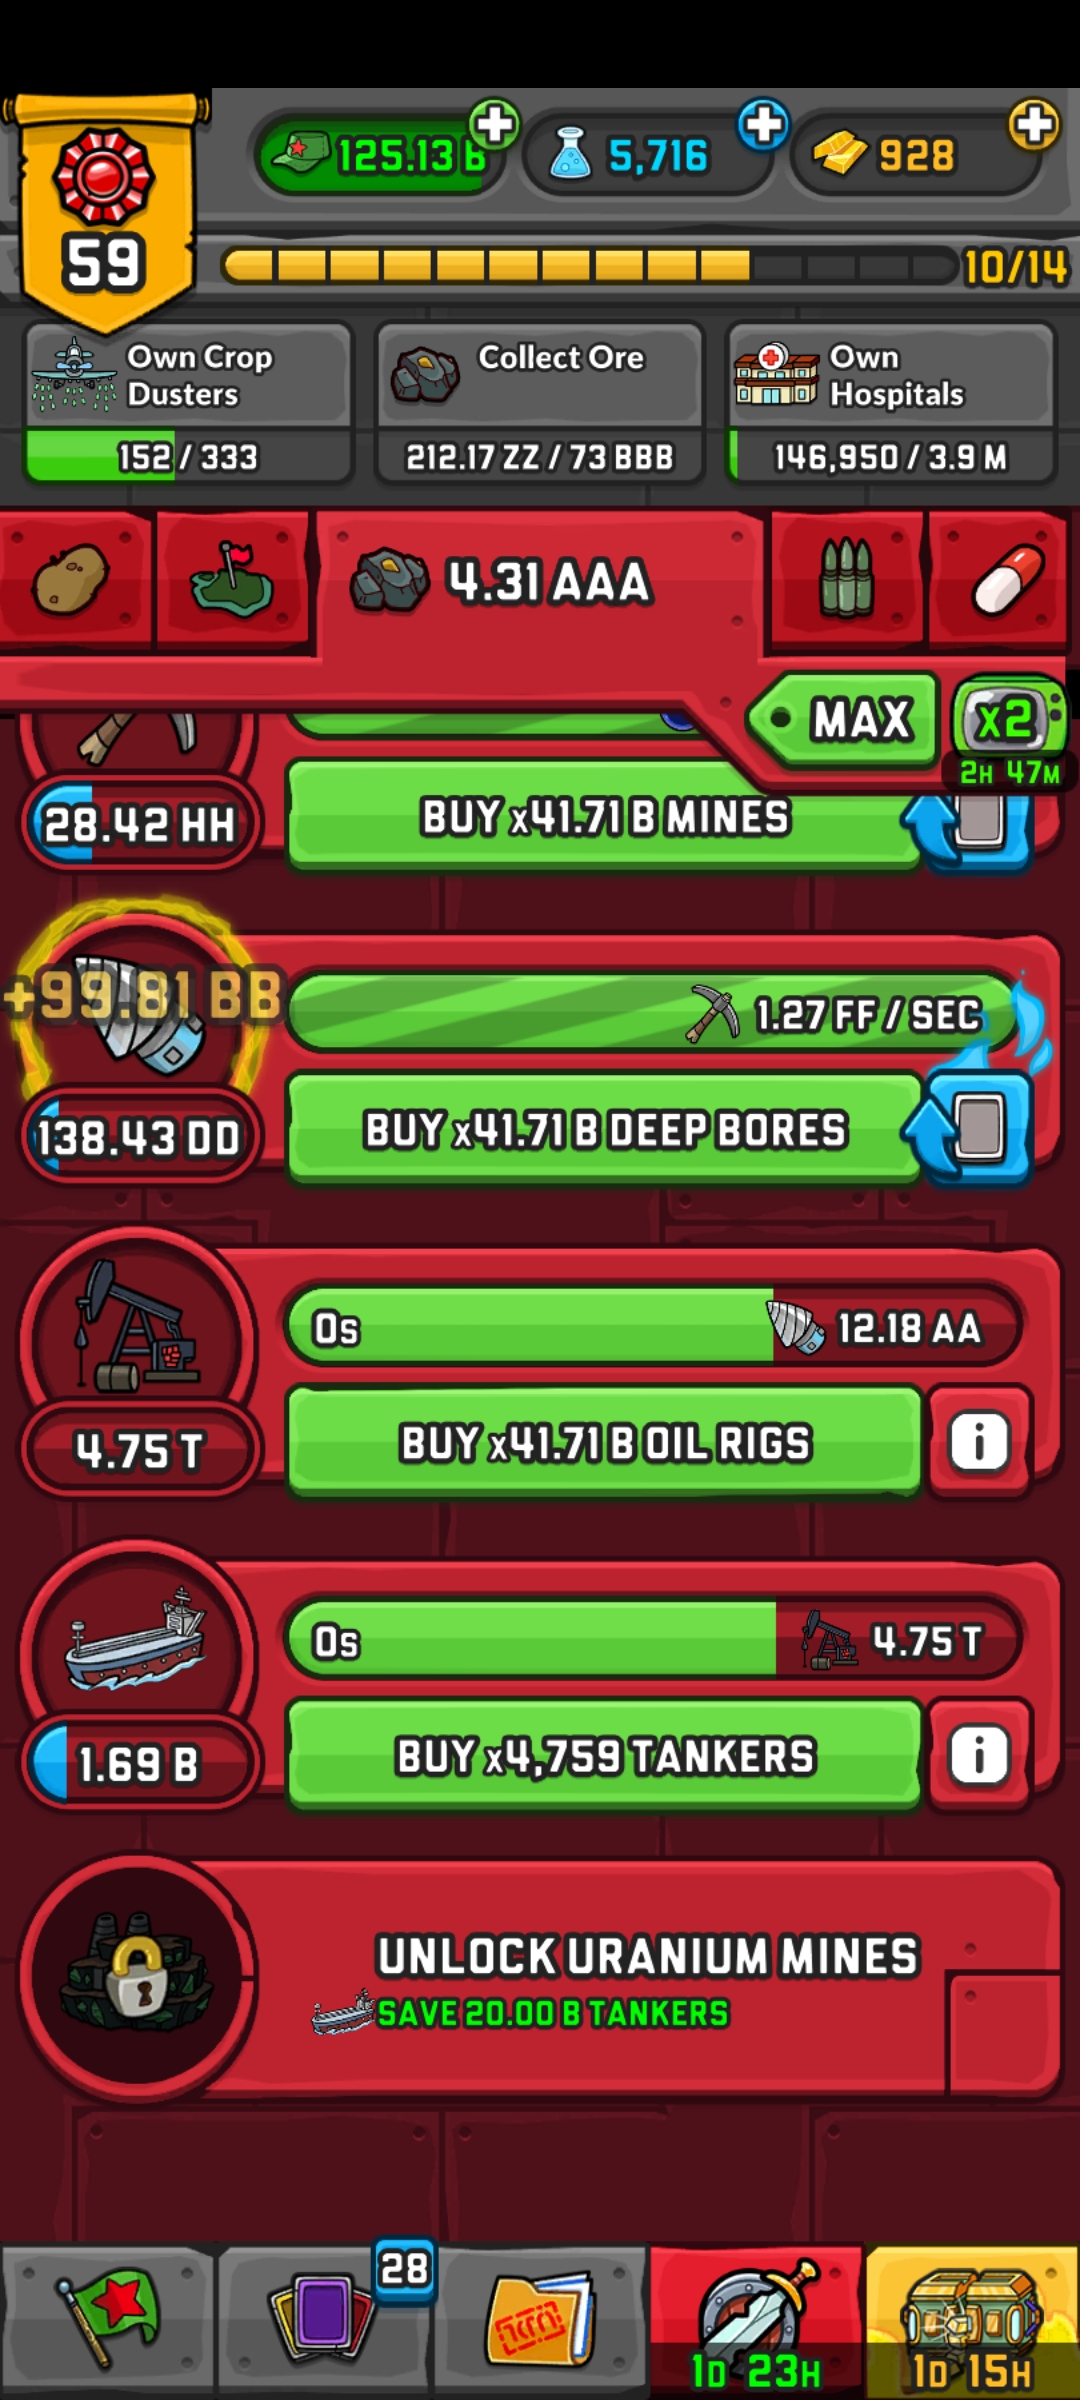 125.13 B
5,716
928
59
10/14
Own Crop
Dusters
152 / 333
Collect Ore
212.17 ZZ / 73 BBB
Own
Hospitals
146,950 / 3.9 M
4.31 AAA
MAX
x2
2H 47M
28.42 HH
BUY x41.71 B MINES
+99.81 BB
1.27 FF / SEC
138.43 DD
BUY x41.71 B DEEP BORES
0s
12.18 AA
4.75 T
BUY x41.71 B OIL RIGS
i
0s
4.75 T
1.69 B
BUY x4,759 TANKERS
i
UNLOCK URANIUM MINES
SAVE 20.00 B TANKERS
28
1D 23H
1D 15H